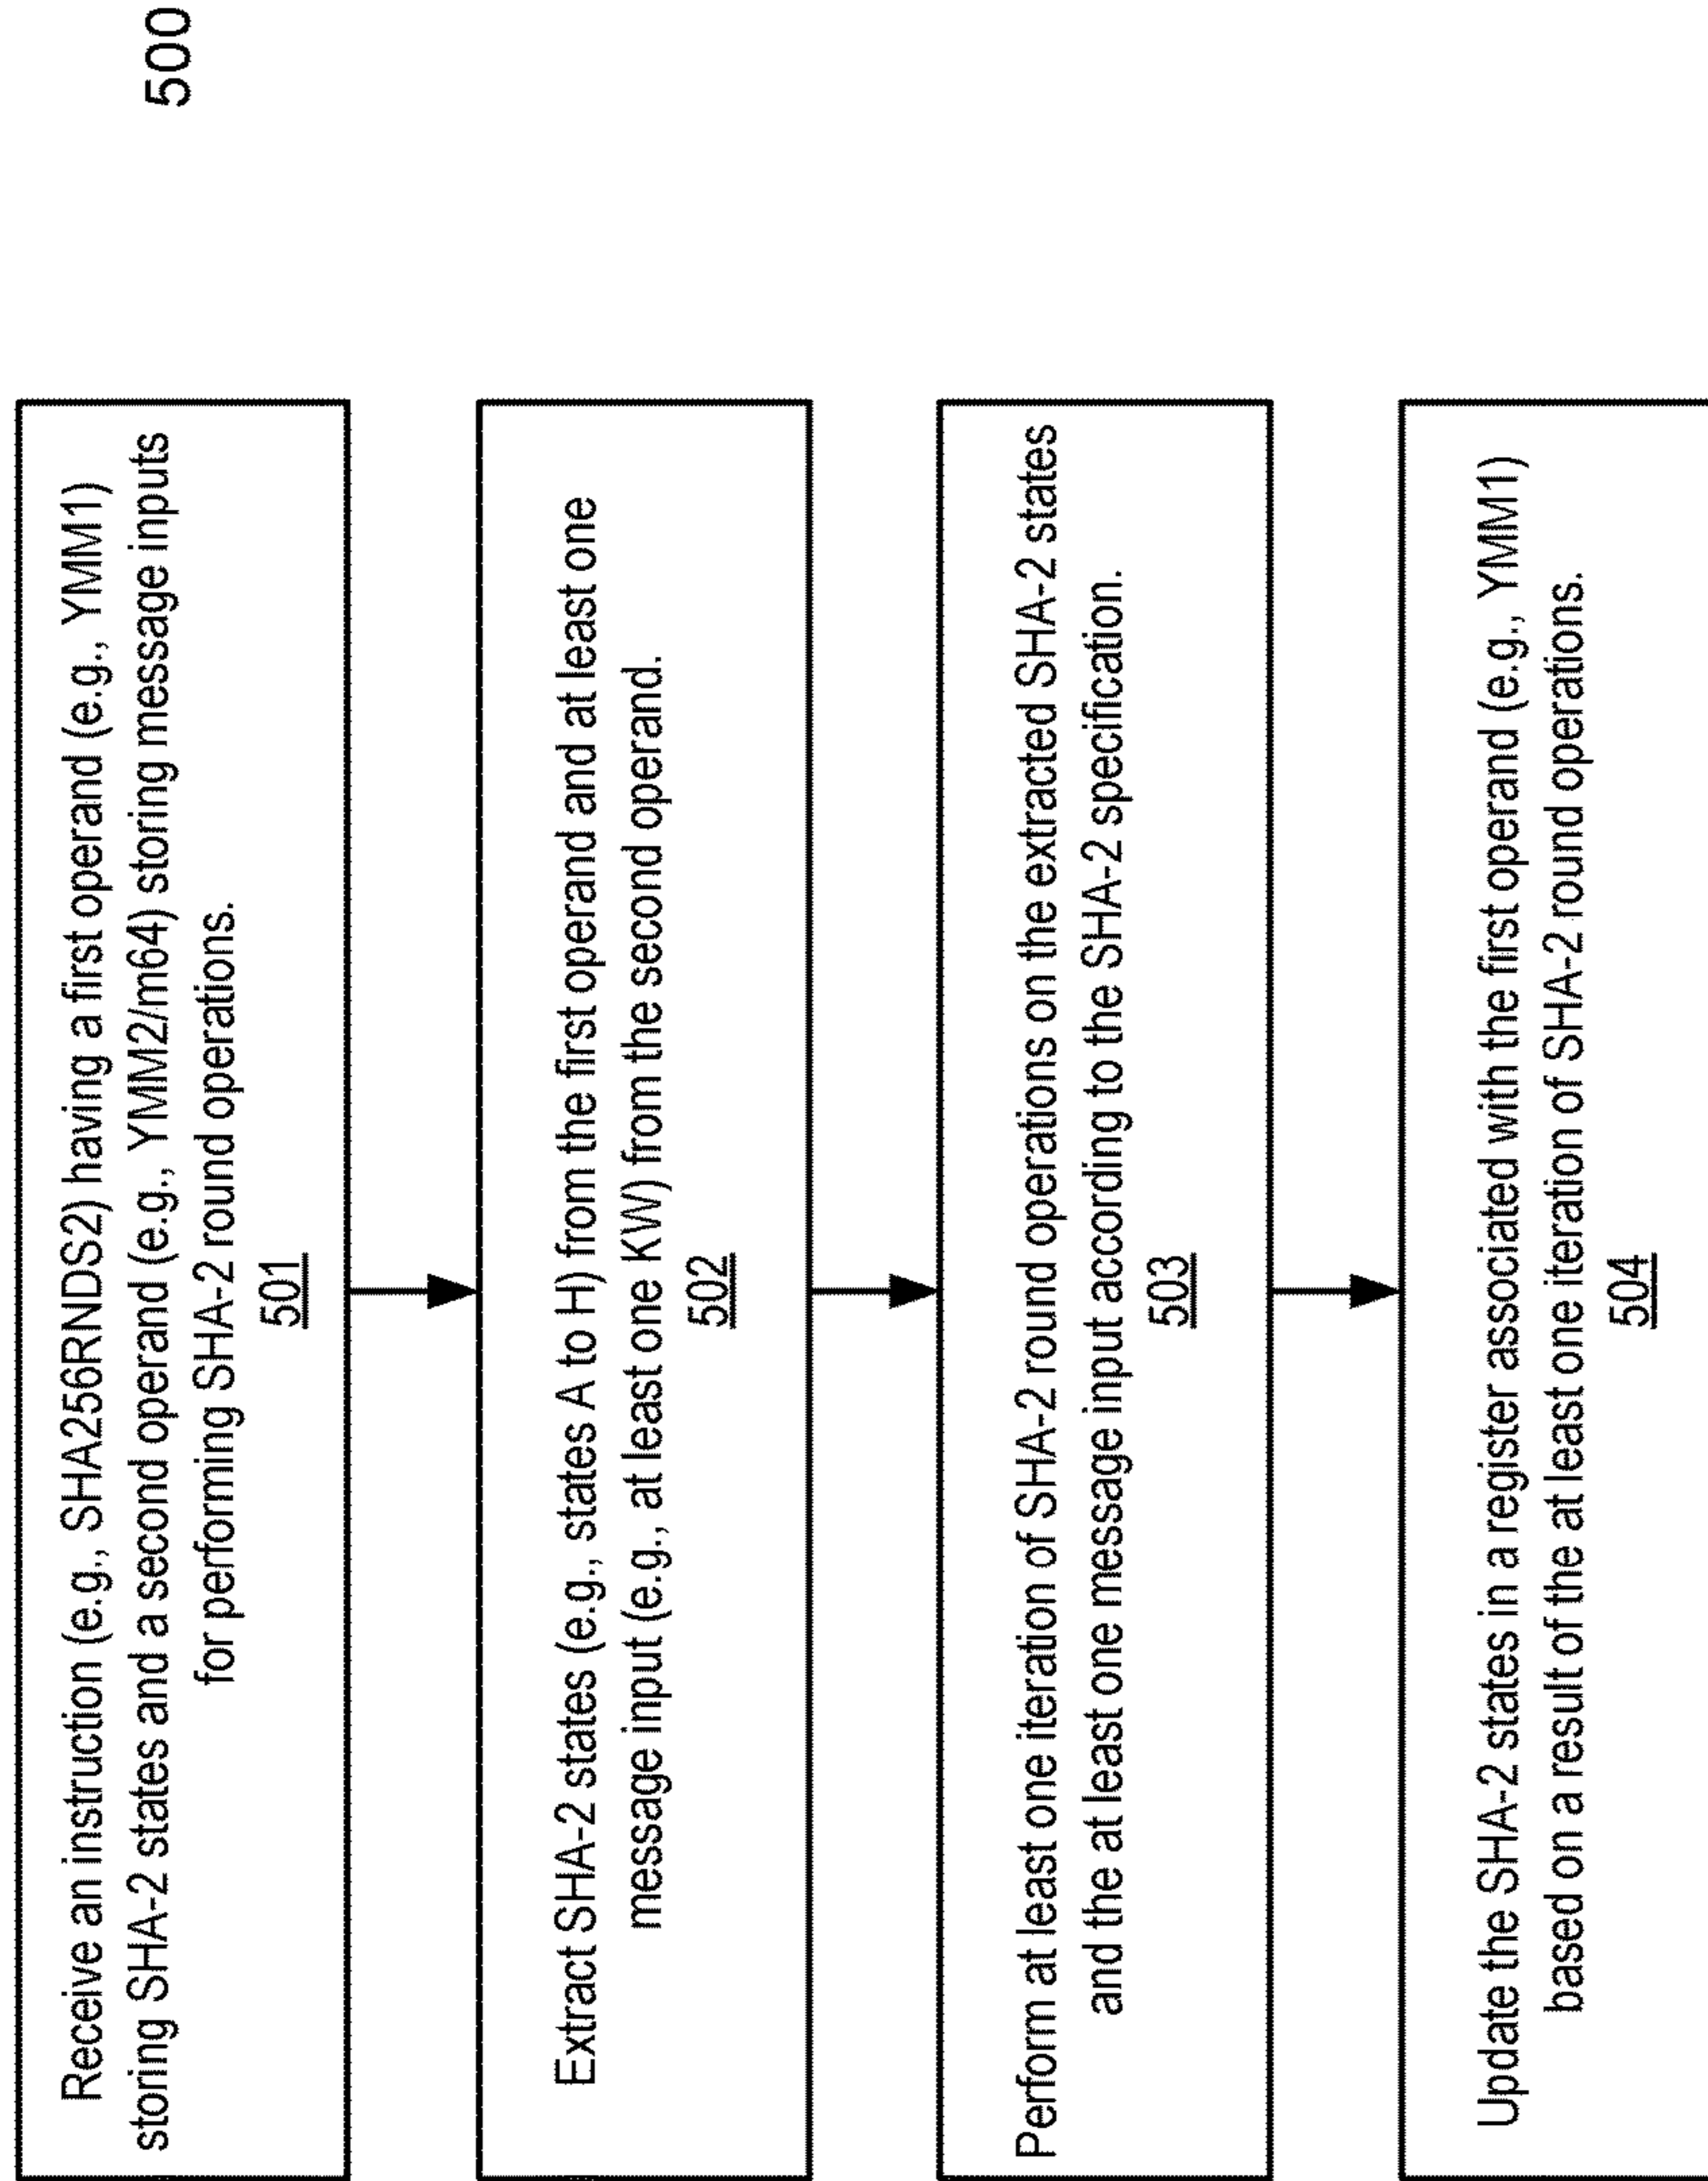 500
Receive an instruction (e.g., SHA256RNDS2) having a first operand (e.g., YMM1)
storing SHA-2 states and a second operand (e.g., YMM2/m64) storing message inputs
for performing SHA-2 round operations.
501
Extract SHA-2 states (e.g., states A to H) from the first operand and at least one
message input (e.g., at least one KW) from the second operand.
502
Perform at least one iteration of SHA-2 round operations on the extracted SHA-2 states
and the at least one message input according to the SHA-2 specification.
503
Update the SHA-2 states in a register associated with the first operand (e.g., YMM1)
based on a result of the at least one iteration of SHA-2 round operations.
504